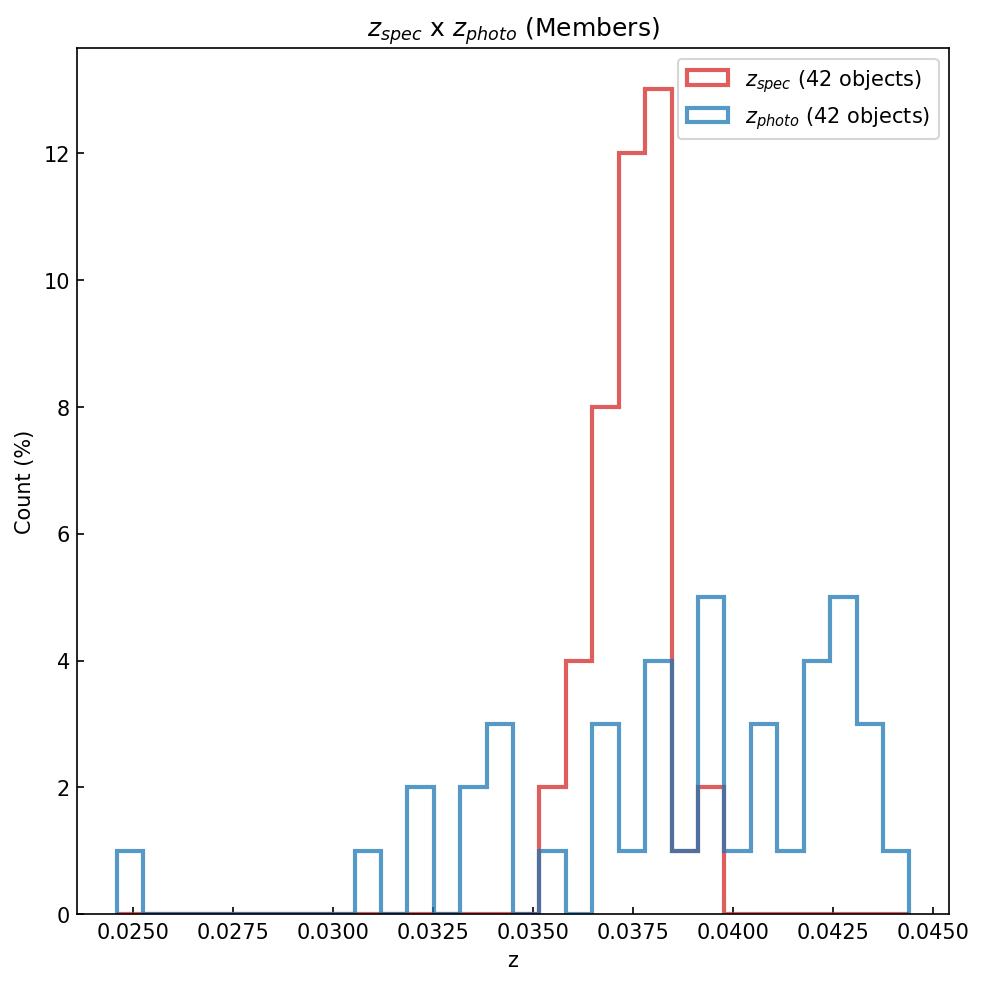 z_spec x z_photo (Members)
z_spec (42 objects)
z_photo (42 objects)
Count (%)
12
10
8
6
4
2
0
0.0250 0.0275 0.0300 0.0325 0.0350 0.0375 0.0400 0.0425 0.0450
z